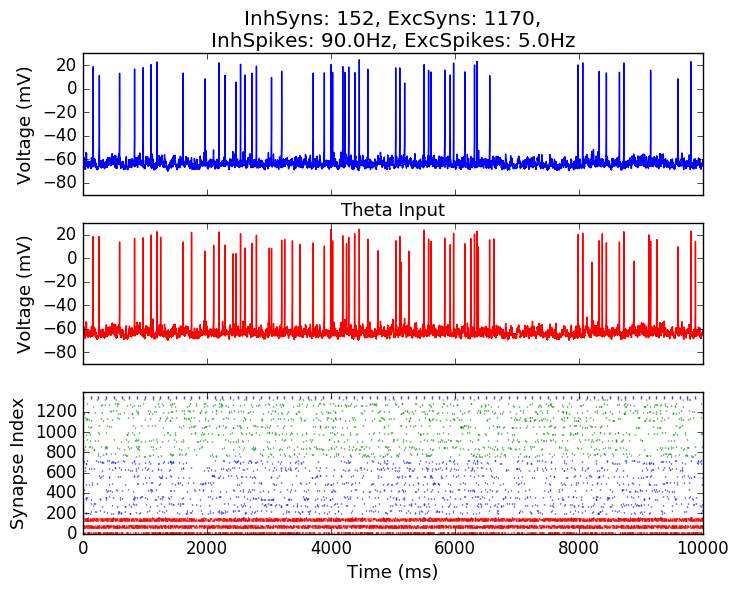 InhSyns: 152, ExcSyns: 1170,
InhSpikes: 90.0Hz, ExcSpikes: 5.0Hz
Voltage (mV)
20
0
−20
−40
−60
−80
Theta Input
Voltage (mV)
20
0
−20
−40
−60
−80
Synapse Index
1200
1000
800
600
400
200
0
0 2000 4000 6000 8000 10000
Time (ms)